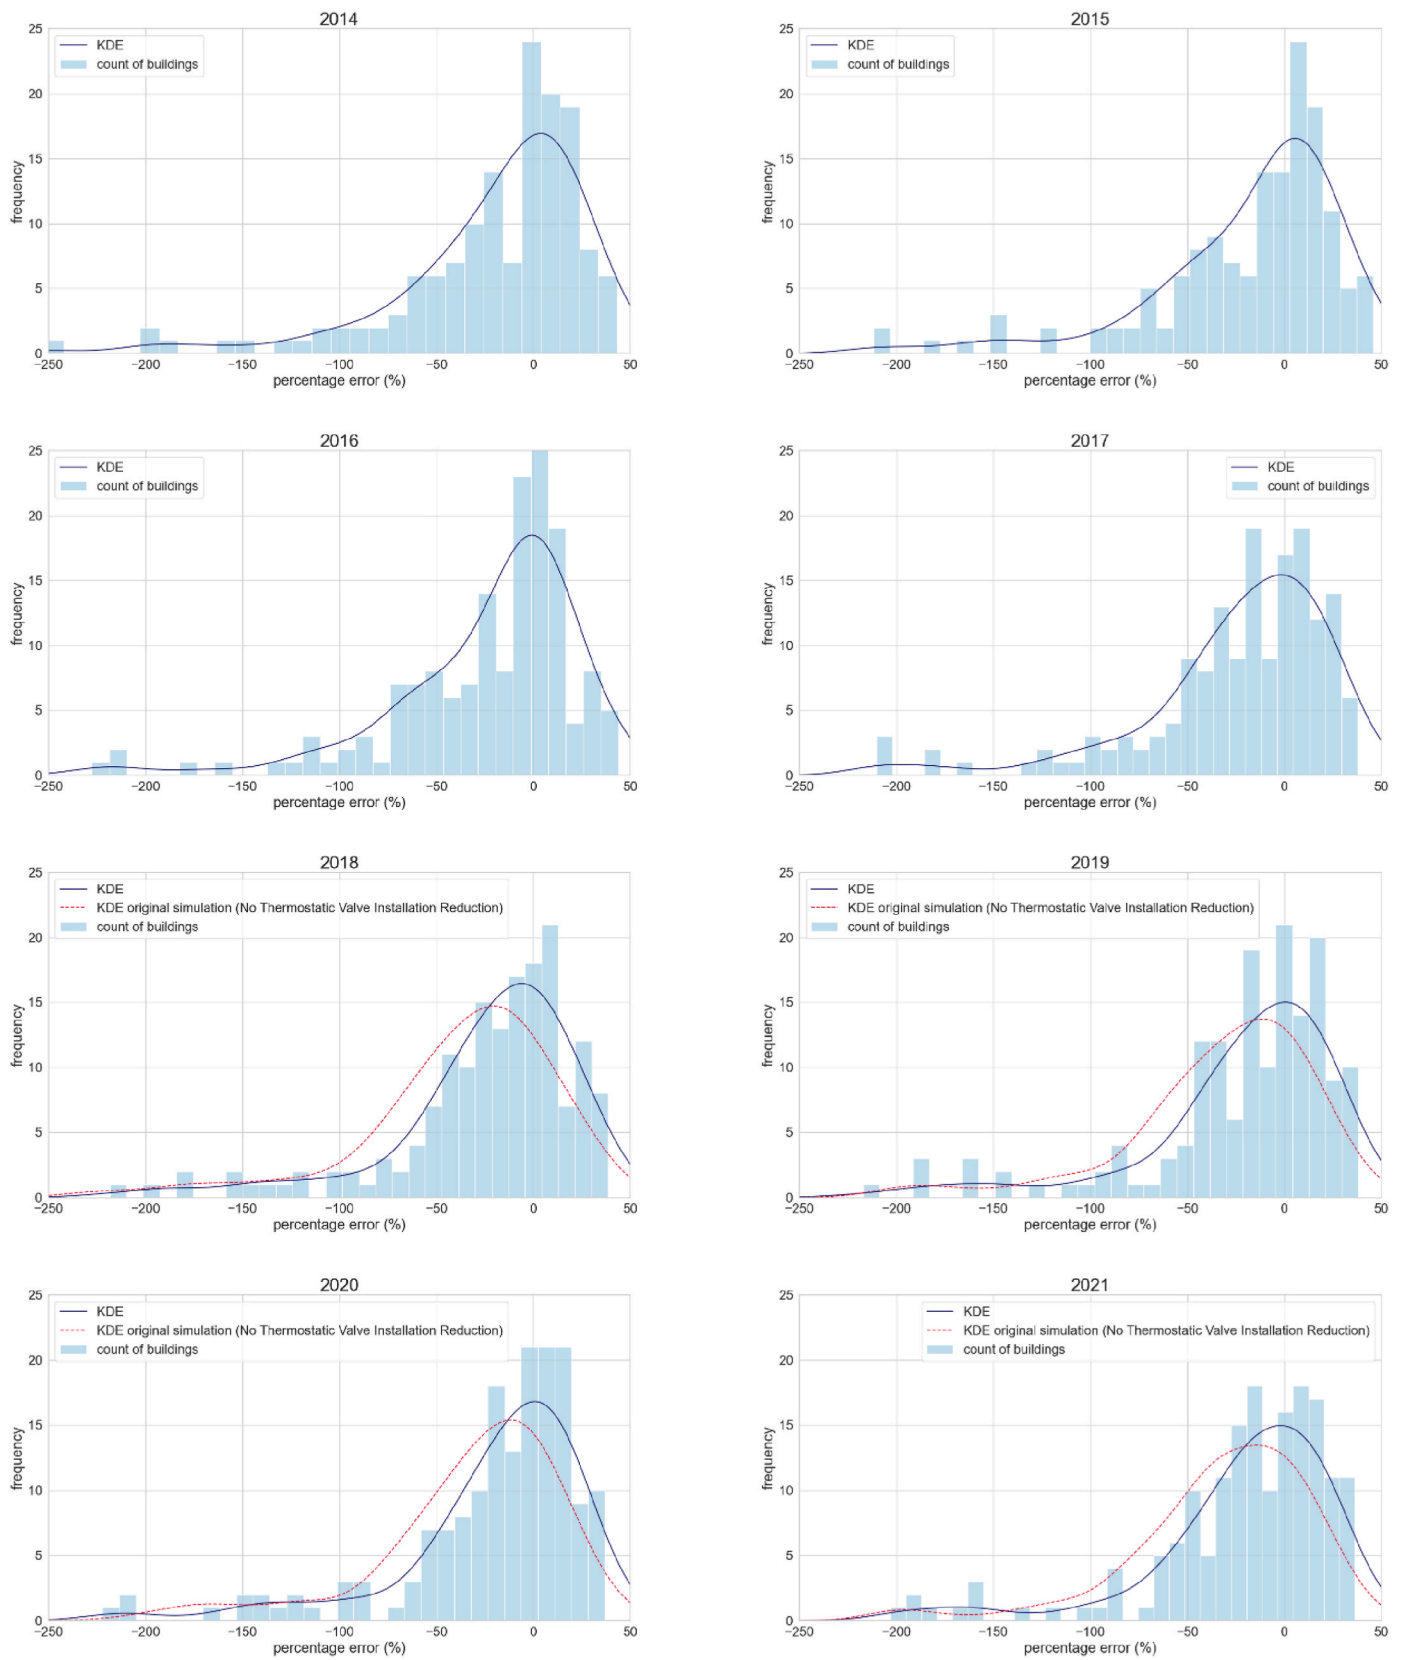 2014
25
20
15
10
5
0
frequency
KDE
count of buildings
−250 −200 −150 −100 −50 0 50
percentage error (%)
2015
25
20
15
10
5
0
frequency
KDE
count of buildings
−250 −200 −150 −100 −50 0 50
percentage error (%)
2016
25
20
15
10
5
0
frequency
KDE
count of buildings
−250 −200 −150 −100 −50 0 50
percentage error (%)
2017
25
20
15
10
5
0
frequency
KDE
count of buildings
−250 −200 −150 −100 −50 0 50
percentage error (%)
2018
25
20
15
10
5
0
frequency
KDE
KDE original simulation (No Thermostatic Valve Installation Reduction)
count of buildings
−250 −200 −150 −100 −50 0 50
percentage error (%)
2019
25
20
15
10
5
0
frequency
KDE
KDE original simulation (No Thermostatic Valve Installation Reduction)
count of buildings
−250 −200 −150 −100 −50 0 50
percentage error (%)
2020
25
20
15
10
5
0
frequency
KDE
KDE original simulation (No Thermostatic Valve Installation Reduction)
count of buildings
−250 −200 −150 −100 −50 0 50
percentage error (%)
2021
25
20
15
10
5
0
frequency
KDE
KDE original simulation (No Thermostatic Valve Installation Reduction)
count of buildings
−250 −200 −150 −100 −50 0 50
percentage error (%)